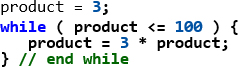 product = 3;
while ( product <= 100 ) {
product = 3 * product;
} // end while